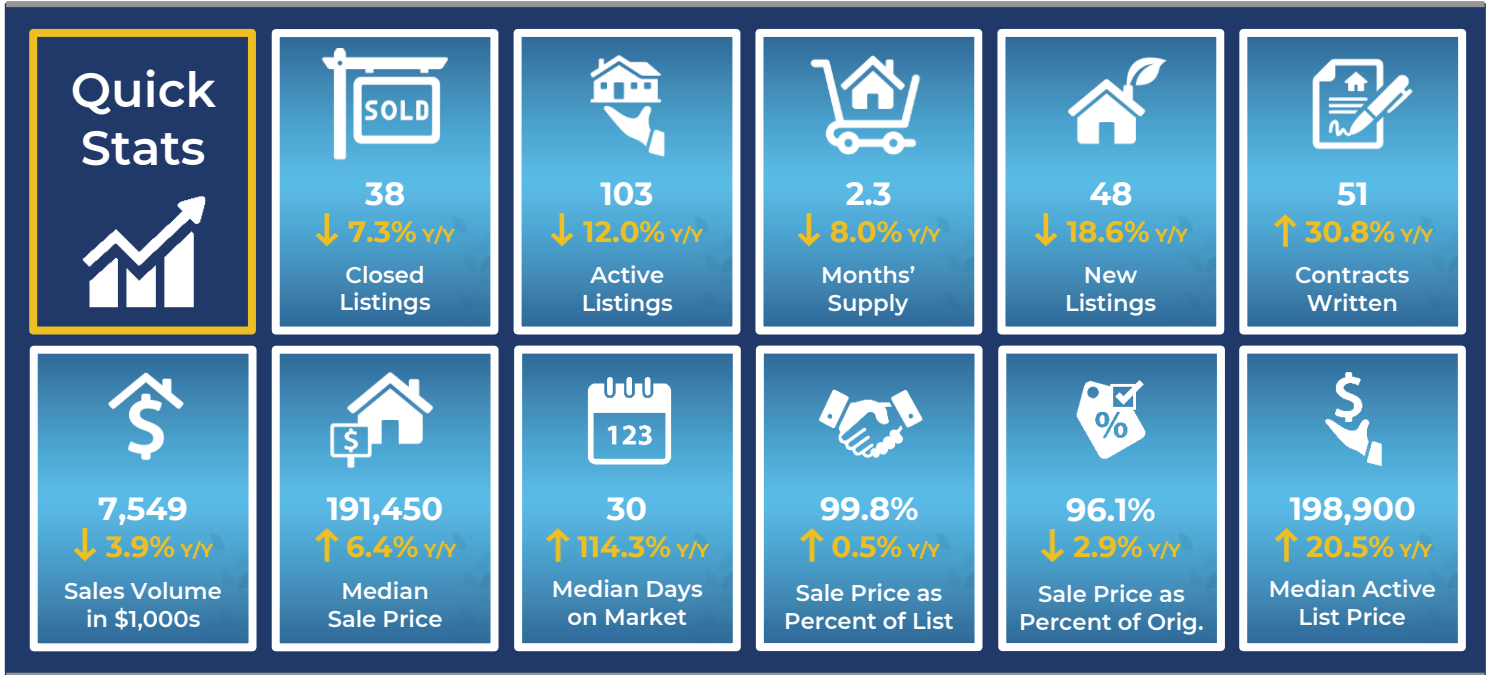 Quick
Stats
SOLD
38
↓ 7.3% Y/Y
Closed
Listings
103
↓ 12.0% Y/Y
Active
Listings
2.3
↓ 8.0% Y/Y
Months’
Supply
48
↓ 18.6% Y/Y
New
Listings
51
↑ 30.8% Y/Y
Contracts
Written
$
7,549
↓ 3.9% Y/Y
Sales Volume
in $1,000s
$
191,450
↑ 6.4% Y/Y
Median
Sale Price
123
30
↑ 114.3% Y/Y
Median Days
on Market
99.8%
↑ 0.5% Y/Y
Sale Price as
Percent of List
%
96.1%
↓ 2.9% Y/Y
Sale Price as
Percent of Orig.
$
198,900
↑ 20.5% Y/Y
Median Active
List Price